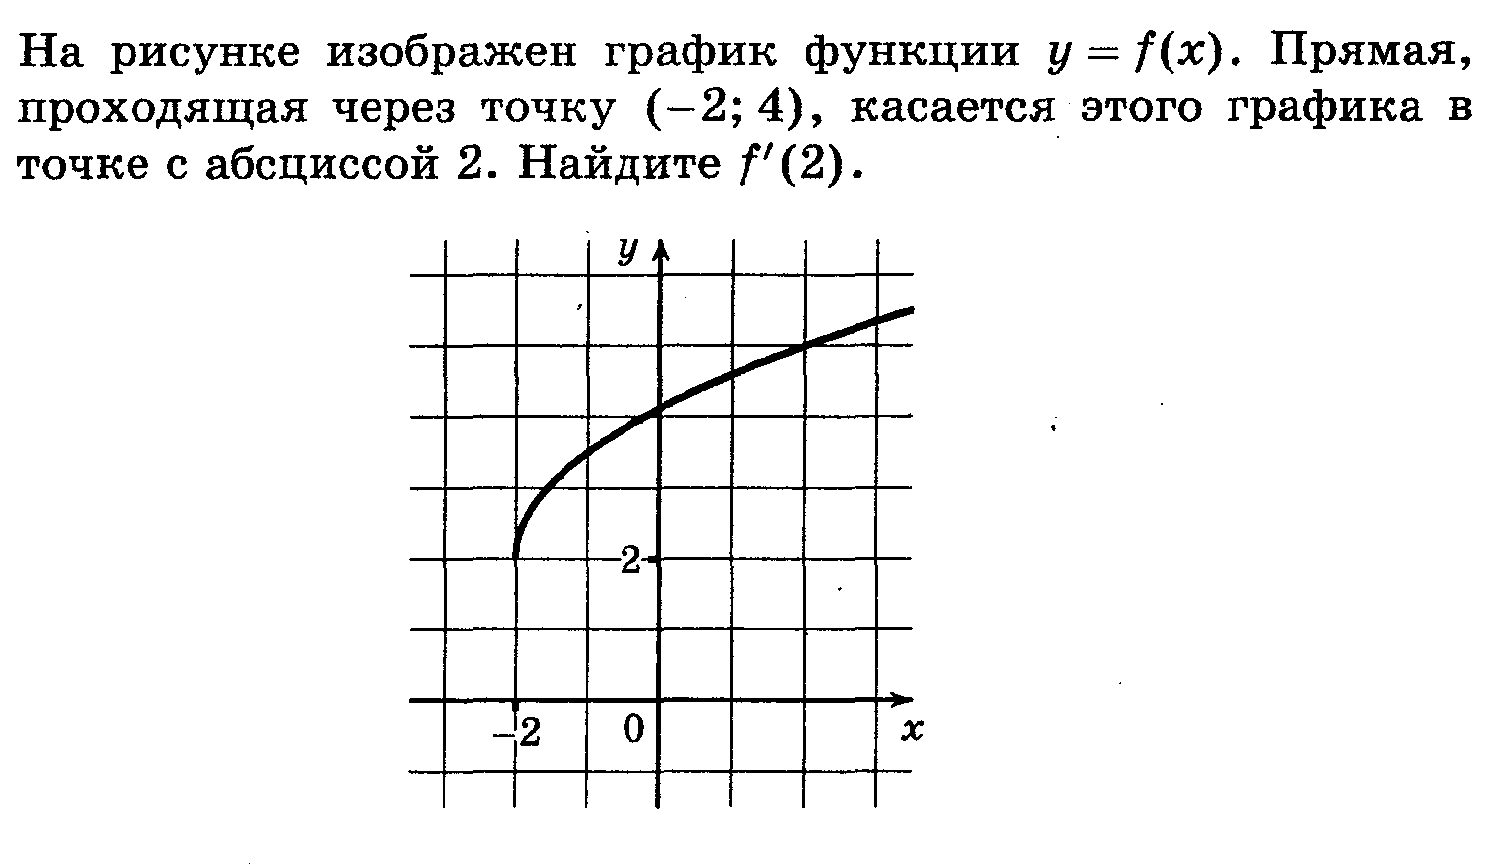 На рисунке изображен график функции y = f(x). Прямая,
проходящая через точку (−2; 4), касается этого графика в
точке с абсциссой 2. Найдите f′(2).
y
2
−2
0
x